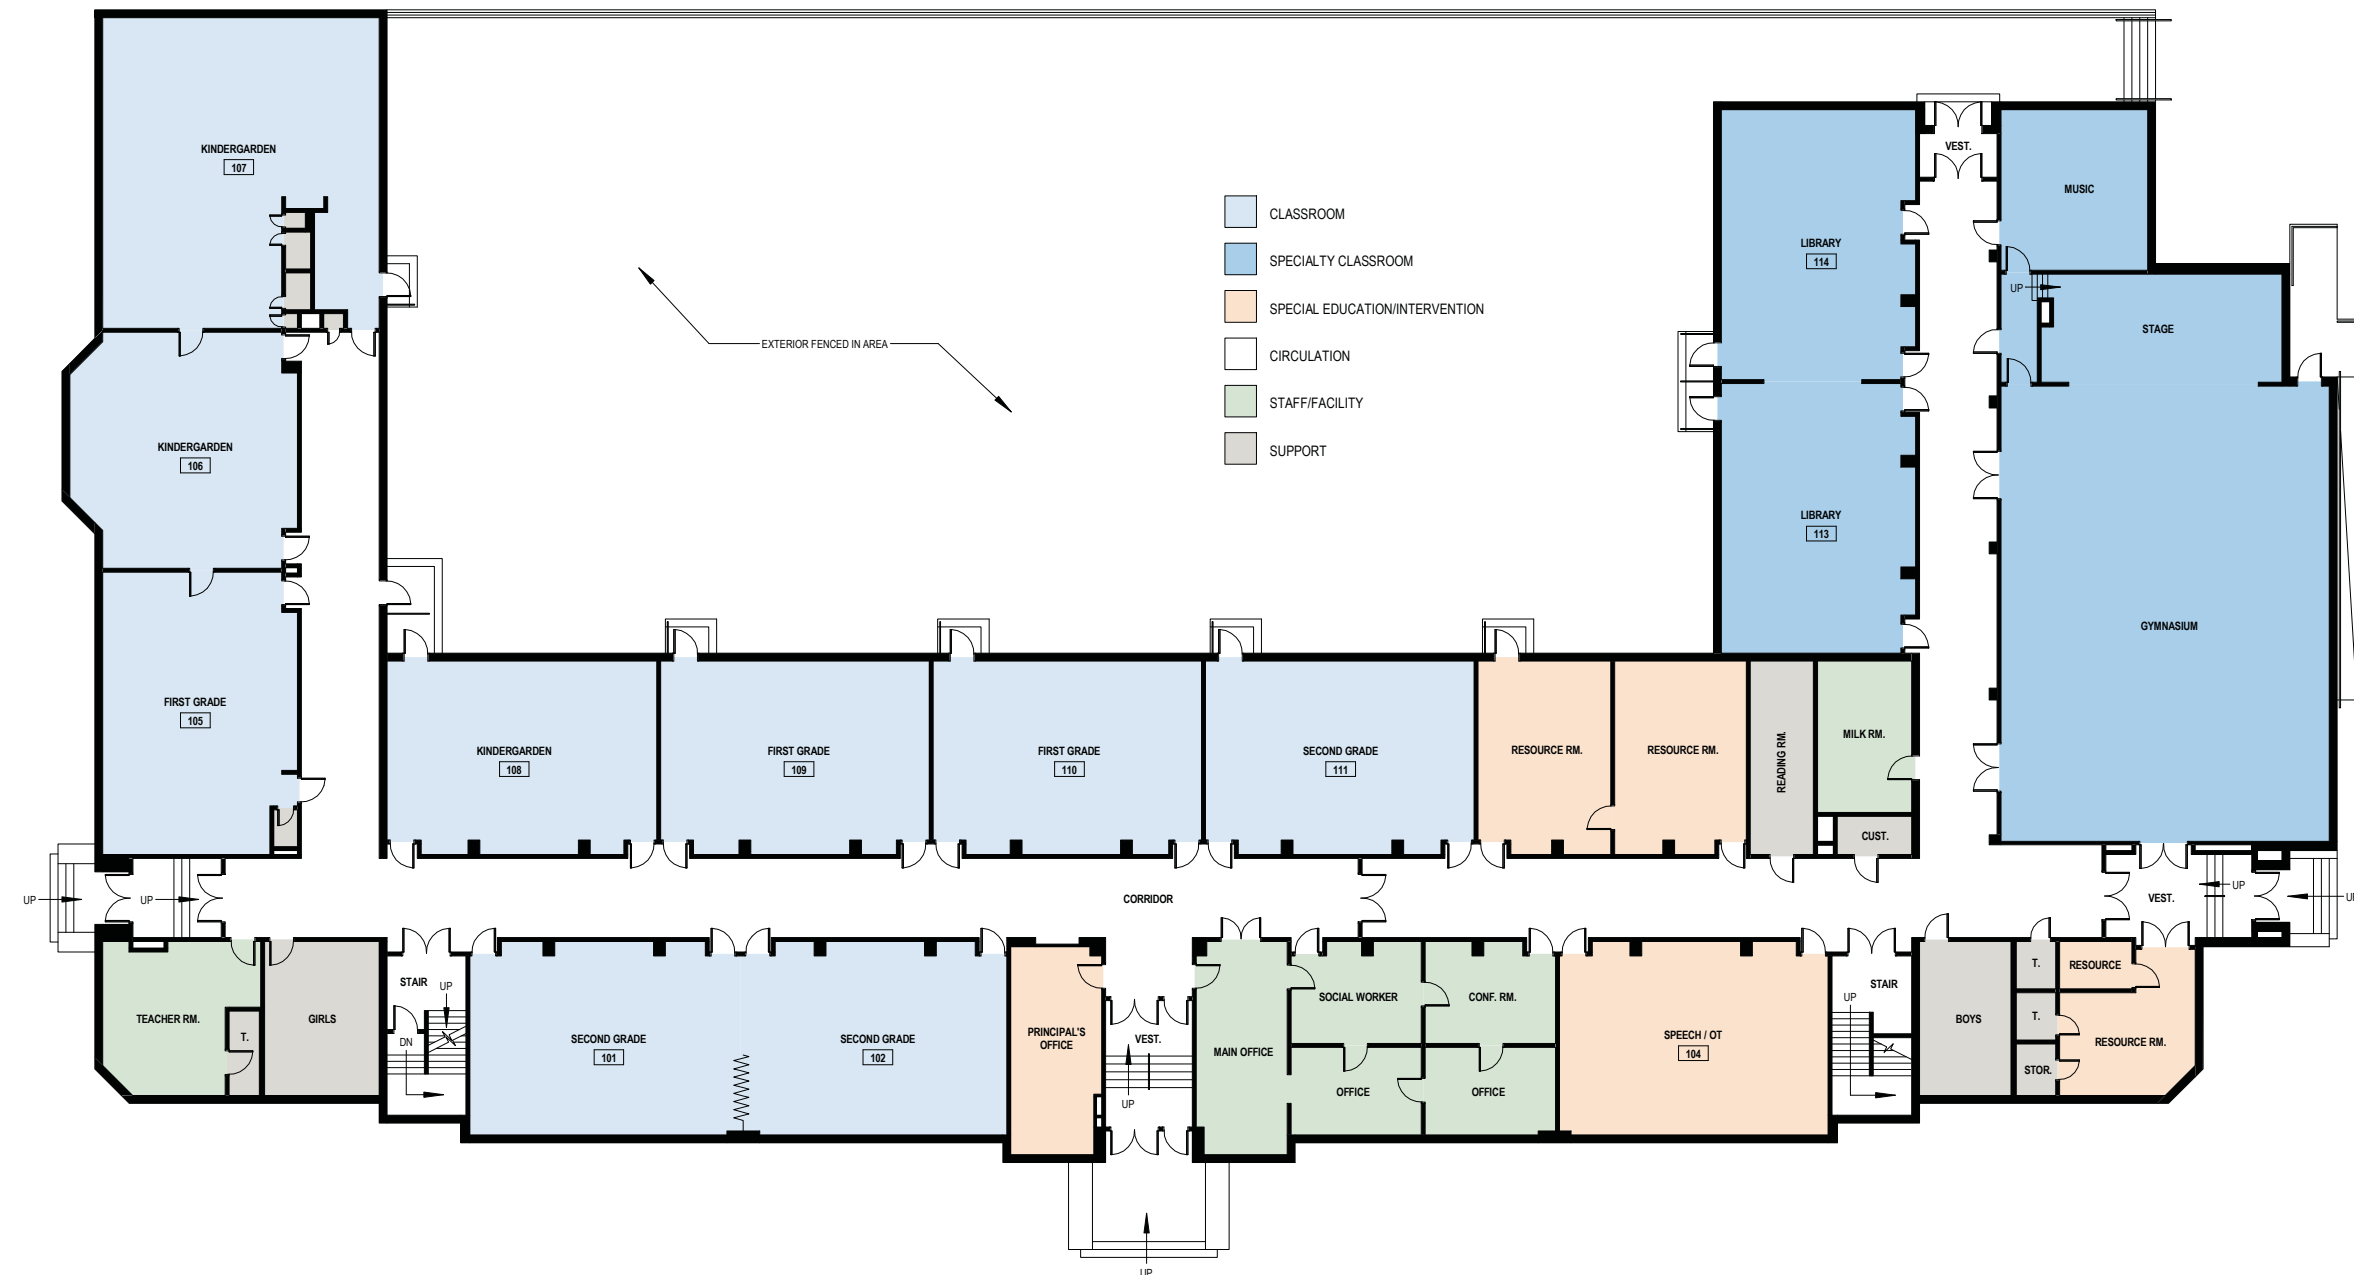 KINDERGARDEN
107
VEST.
MUSIC
CLASSROOM
SPECIALTY CLASSROOM
SPECIAL EDUCATION/INTERVENTION
CIRCULATION
STAFF/FACILITY
SUPPORT
LIBRARY
114
UP
STAGE
EXTERIOR FENCED IN AREA
KINDERGARDEN
106
LIBRARY
113
GYMNASIUM
FIRST GRADE
105
KINDERGARDEN
108
FIRST GRADE
109
FIRST GRADE
110
SECOND GRADE
111
RESOURCE RM.
RESOURCE RM.
READING RM.
MILK RM.
CUST.
UP
UP
CORRIDOR
VEST.
UP
UP
TEACHER RM.
T.
GIRLS
STAIR
UP
DN
SECOND GRADE
101
SECOND GRADE
102
PRINCIPAL'S
OFFICE
VEST.
UP
MAIN OFFICE
SOCIAL WORKER
CONF. RM.
OFFICE
OFFICE
SPEECH / OT
104
STAIR
UP
BOYS
T.
T.
STOR.
RESOURCE
RESOURCE RM.
UP